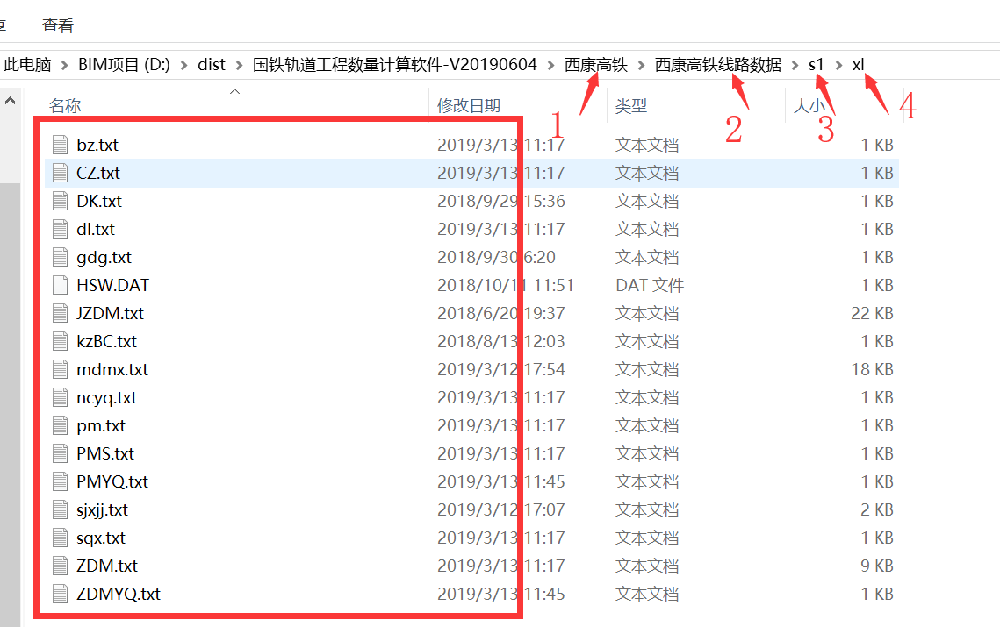 查看
此电脑 > BIM项目 (D:) > dist > 国铁轨道工程数量计算软件-V20190604 > 西康高铁 > 西康高铁线路数据 > s1 > xl
名称 修改日期 类型 大小
1 2 3 4
bz.txt 2019/3/13 11:17 文本文档 1 KB
CZ.txt 2019/3/13 11:17 文本文档 1 KB
DK.txt 2018/9/29 15:36 文本文档 1 KB
dl.txt 2019/3/13 11:17 文本文档 1 KB
gdg.txt 2018/9/30 6:20 文本文档 1 KB
HSW.DAT 2018/10/11 11:51 DAT 文件 1 KB
JZDM.txt 2018/6/20 19:37 文本文档 22 KB
kzBC.txt 2018/8/13 12:03 文本文档 1 KB
mdmx.txt 2019/3/12 17:54 文本文档 18 KB
ncyq.txt 2019/3/13 11:17 文本文档 1 KB
pm.txt 2019/3/13 11:17 文本文档 1 KB
PMS.txt 2019/3/13 11:17 文本文档 1 KB
PMYQ.txt 2019/3/13 11:45 文本文档 1 KB
sjxjj.txt 2019/3/12 17:07 文本文档 2 KB
sqx.txt 2019/3/13 11:17 文本文档 1 KB
ZDM.txt 2019/3/13 11:17 文本文档 9 KB
ZDMYQ.txt 2019/3/13 11:45 文本文档 1 KB